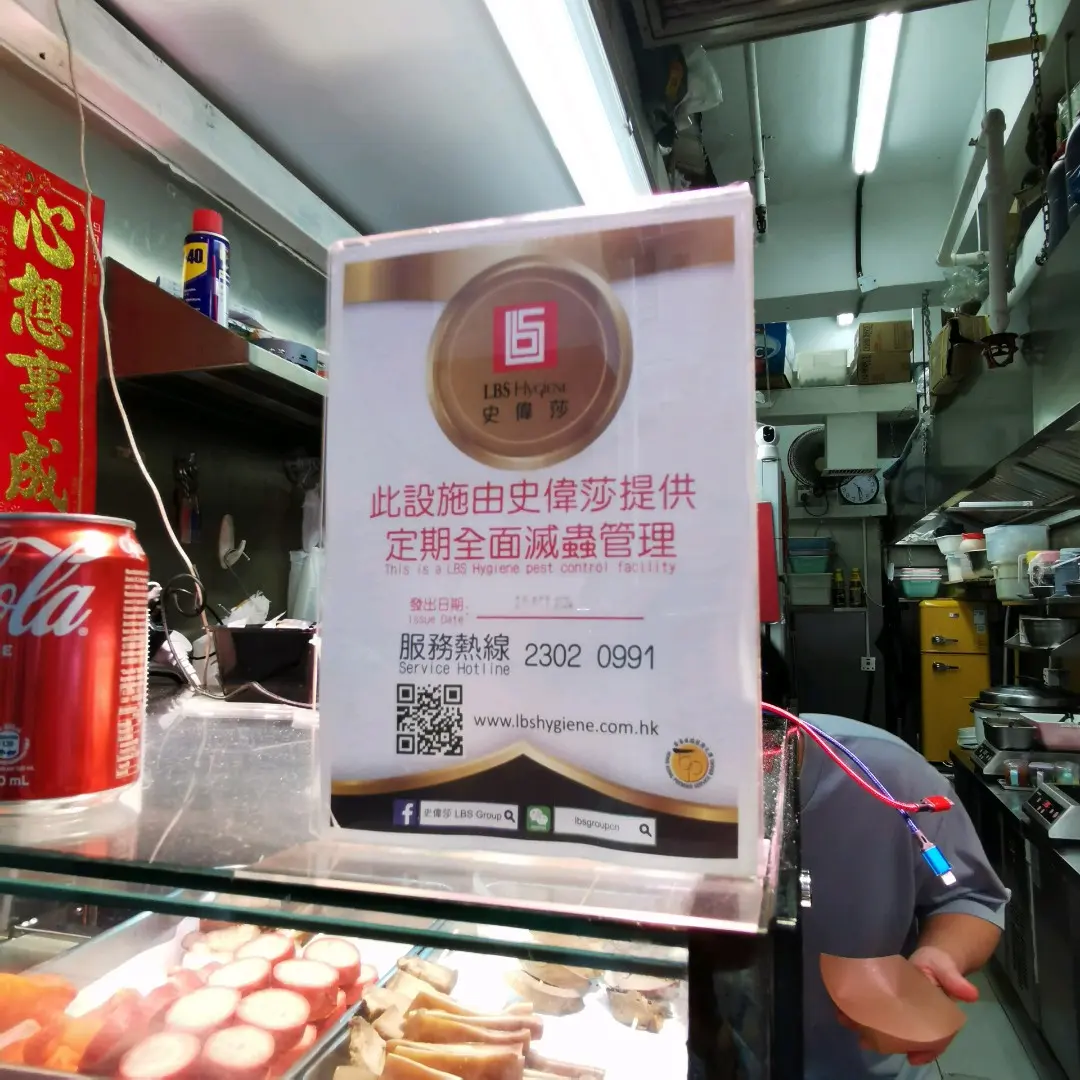 心想事成
40
LBS Hygiene
史偉莎
此設施由史偉莎提供
定期全面滅蟲管理
This is a LBS Hygiene pest control facility
發出日期:
Issue Date:
服務熱線 2302 0991
Service Hotline
www.lbshygiene.com.hk
史偉莎 LBS Group
lbsgroupcn
ola
mL